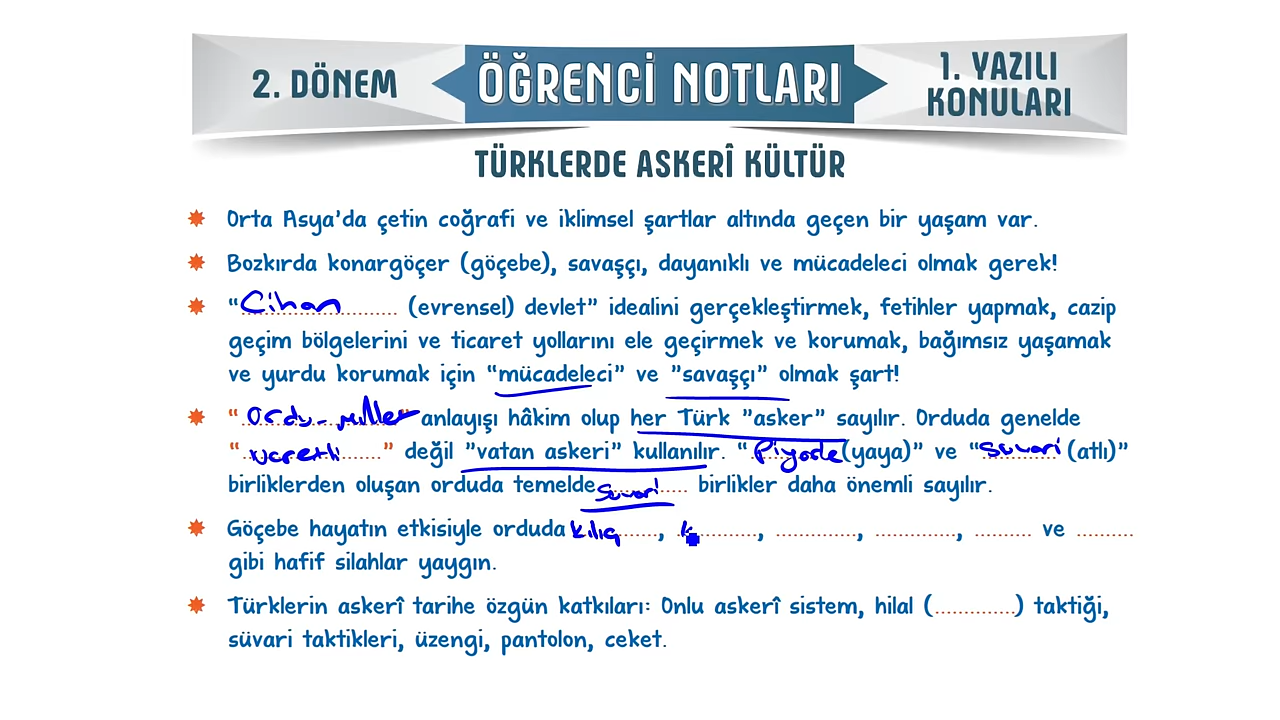 2. DÖNEM
ÖĞRENCİ NOTLARI
1. YAZILI
KONULARI
TÜRKLERDE ASKERÎ KÜLTÜR
Orta Asya'da çetin coğrafi ve iklimsel şartlar altında geçen bir yaşam var.
Bozkırda konargöçer (göçebe), savaşçı, dayanıklı ve mücadeleci olmak gerek!
"Cihan (evrensel) devlet" idealini gerçekleştirmek, fetihler yapmak, cazip
geçim bölgelerini ve ticaret yollarını ele geçirmek ve korumak, bağımsız yaşamak
ve yurdu korumak için "mücadeleci" ve "savaşçı" olmak şart!
"Ordu-millet" anlayışı hâkim olup her Türk "asker" sayılır. Orduda genelde
"ücretli" değil "vatan askeri" kullanılır. "Piyade (yaya)" ve "Süvari (atlı)"
birliklerden oluşan orduda temelde Süvari birlikler daha önemli sayılır.
Göçebe hayatın etkisiyle orduda kılıç......, k.........., ............, ............, ......... ve .........
gibi hafif silahlar yaygın.
Türklerin askerî tarihe özgün katkıları: Onlu askerî sistem, hilal (.............) taktiği,
süvari taktikleri, üzengi, pantolon, ceket.